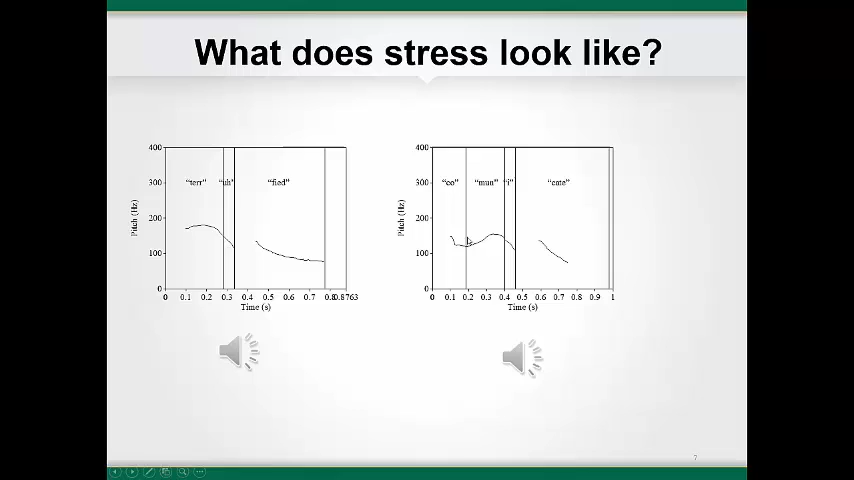 What does stress look like?
400
300
200
100
0
Pitch (Hz)
"terr" "uh" "fied"
0 0.1 0.2 0.3 0.4 0.5 0.6 0.7 0.8 0.8763
Time (s)
400
300
200
100
0
Pitch (Hz)
"co" "mun" "i" "cate"
0 0.1 0.2 0.3 0.4 0.5 0.6 0.7 0.8 0.9 1
Time (s)
7